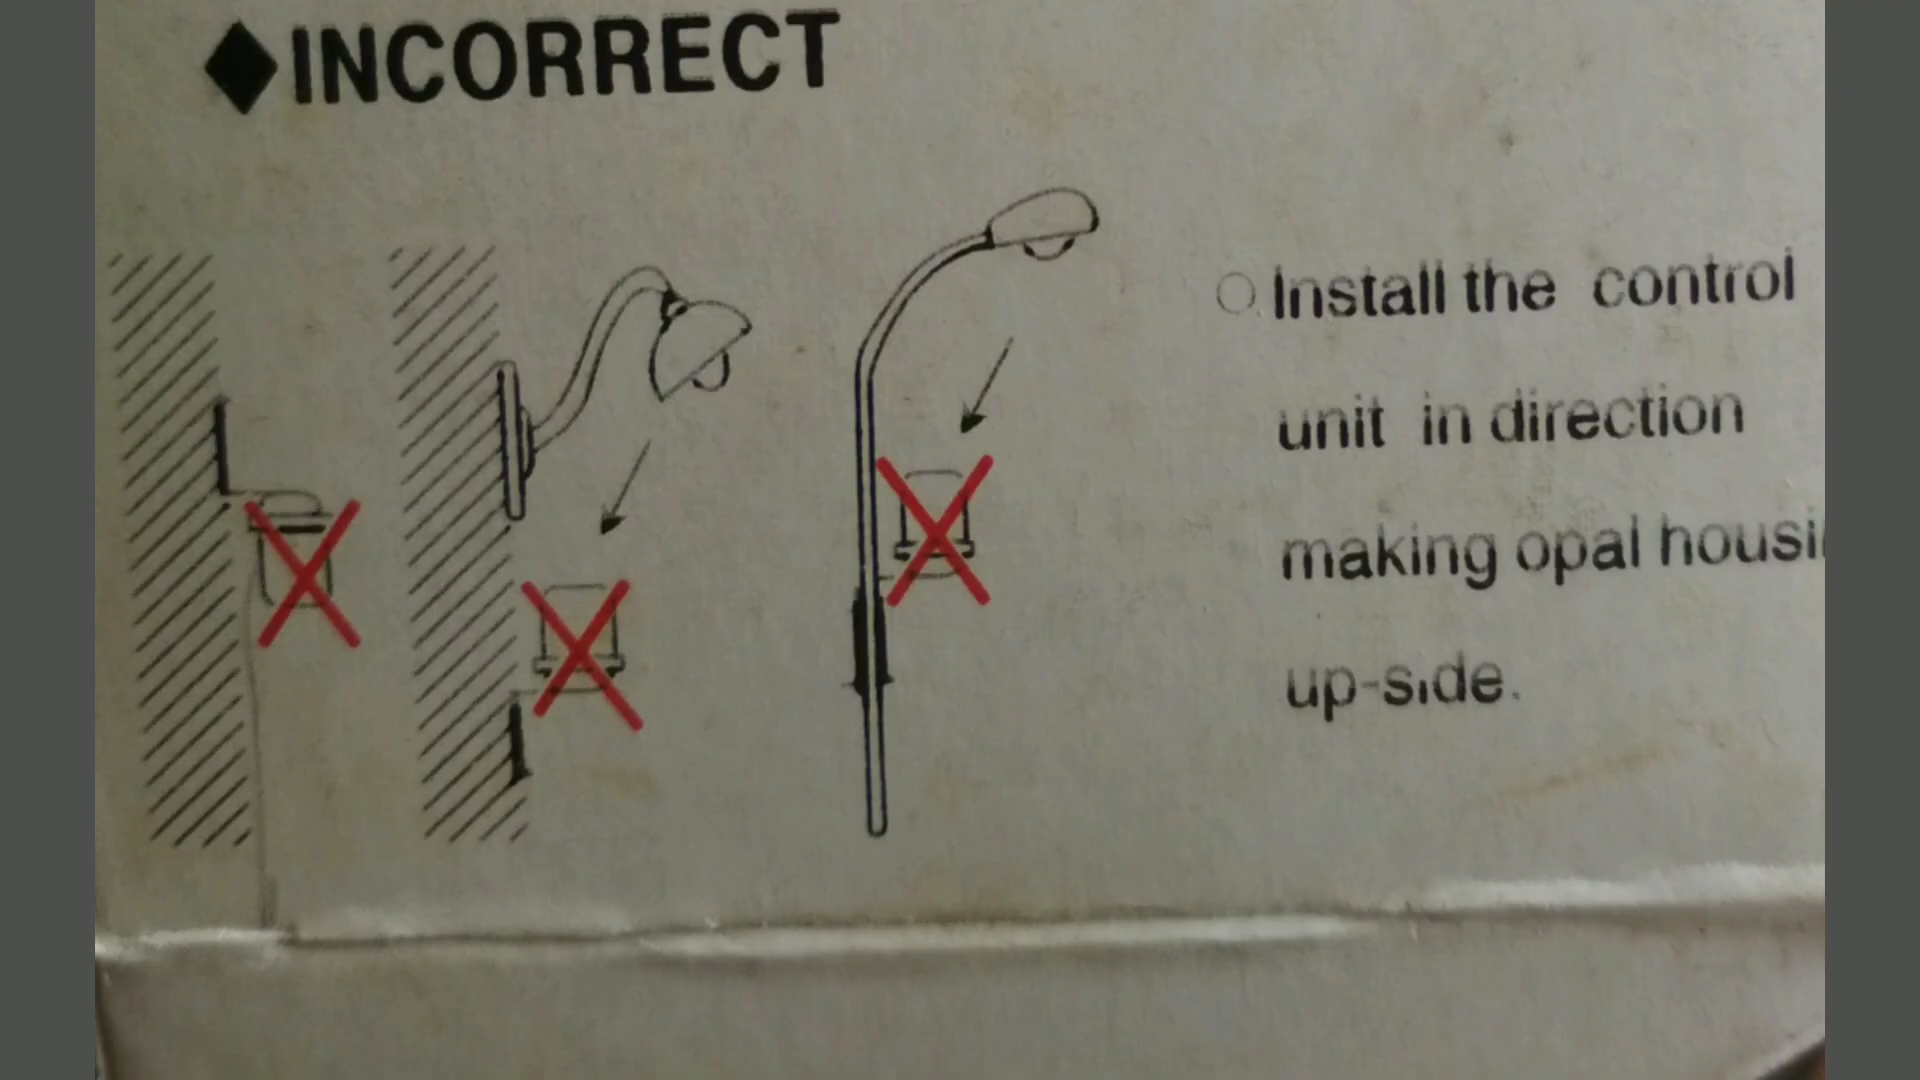 ◆INCORRECT
○ Install the control
unit in direction
making opal housi
up-side.